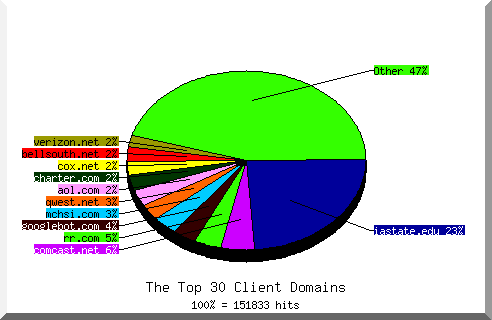 Other 47%
verizon.net 2%
bellsouth.net 2%
cox.net 2%
charter.com 2%
aol.com 2%
qwest.net 3%
mchsi.com 3%
googlebot.com 4%
rr.com 5%
comcast.net 6%
iastate.edu 23%
The Top 30 Client Domains
100% = 151833 hits